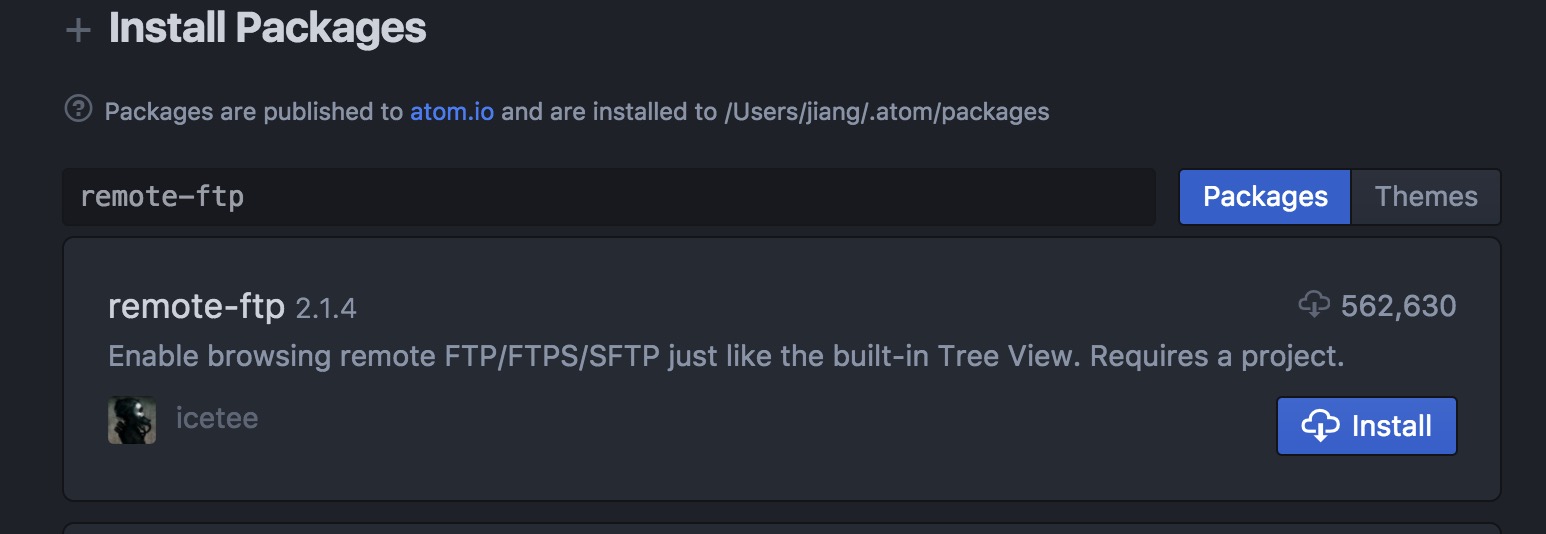 Install Packages
Packages are published to atom.io and are installed to /Users/jiang/.atom/packages
remote-ftp
Packages
Themes
remote-ftp 2.1.4
562,630
Enable browsing remote FTP/FTPS/SFTP just like the built-in Tree View. Requires a project.
icetee
Install